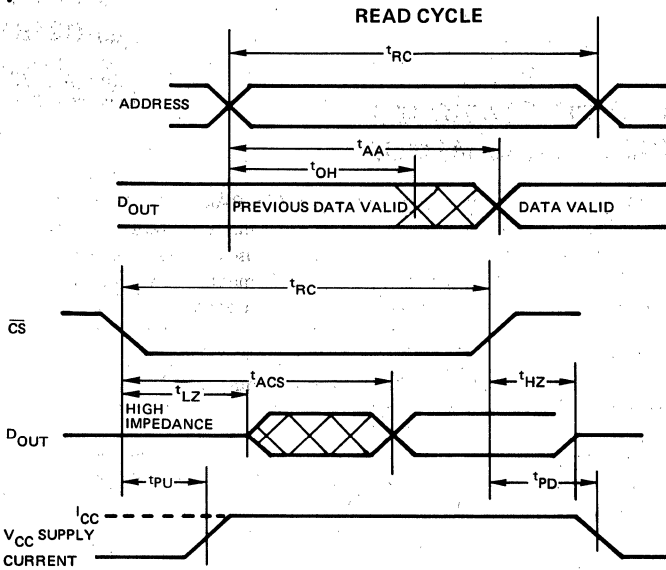 READ CYCLE
tRC
ADDRESS
tAA
tOH
DOUT PREVIOUS DATA VALID DATA VALID
tRC
CS
tACS
tHZ
tLZ
HIGH
IMPEDANCE
DOUT
tPU
tPD
ICC
VCC SUPPLY
CURRENT